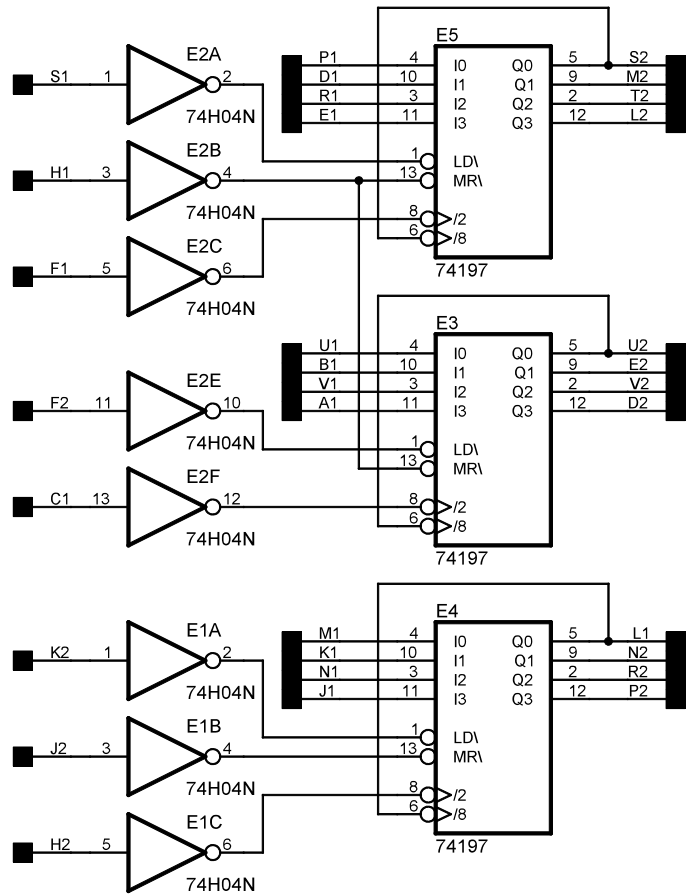 E2A
S1 1 2
74H04N
E2B
H1 3 4
74H04N
E2C
F1 5 6
74H04N
E5
P1 4 I0 Q0 5 S2
D1 10 I1 Q1 9 M2
R1 3 I2 Q2 2 T2
E1 11 I3 Q3 12 L2
1 LD\
13 MR\
8 /2
6 /8
74197
E2E
F2 11 10
74H04N
E2F
C1 13 12
74H04N
E3
U1 4 I0 Q0 5 U2
B1 10 I1 Q1 9 E2
V1 3 I2 Q2 2 V2
A1 11 I3 Q3 12 D2
1 LD\
13 MR\
8 /2
6 /8
74197
E1A
K2 1 2
74H04N
E1B
J2 3 4
74H04N
E1C
H2 5 6
74H04N
E4
M1 4 I0 Q0 5 L1
K1 10 I1 Q1 9 N2
N1 3 I2 Q2 2 R2
J1 11 I3 Q3 12 P2
1 LD\
13 MR\
8 /2
6 /8
74197